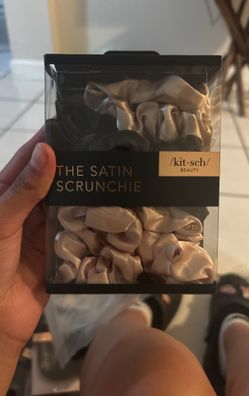 THE SATIN
SCRUNCHIE
/kit·sch/
BEAUTY